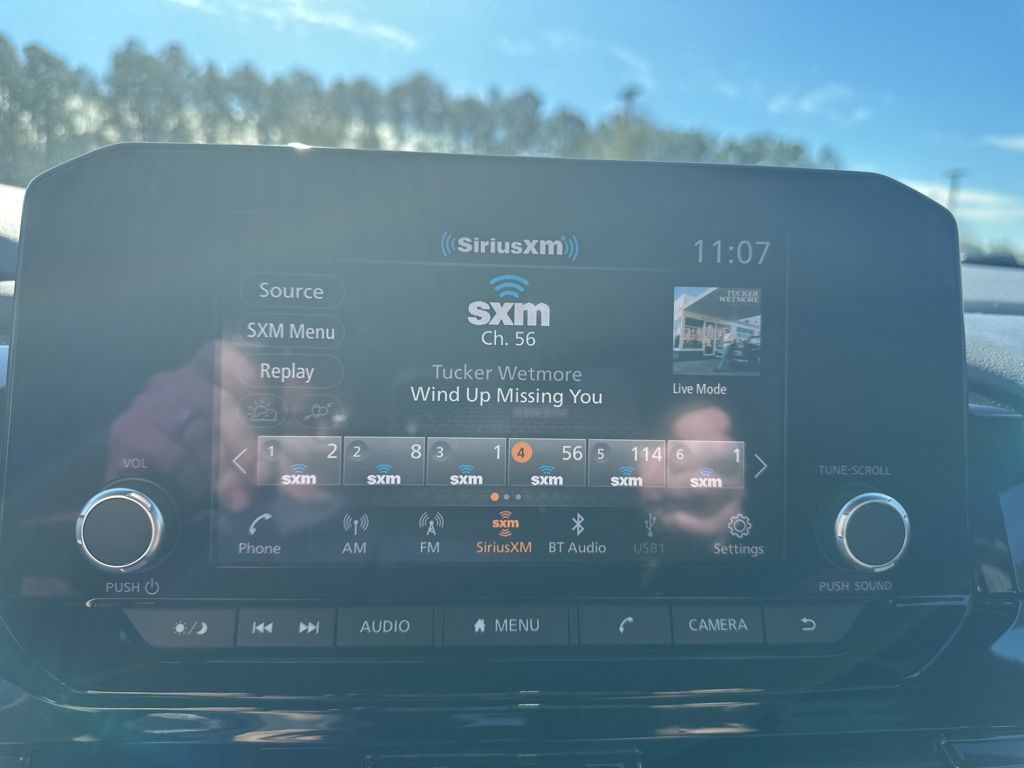 SiriusXM
11:07
Source
SXM Menu
Replay
sxm
Ch. 56
Tucker Wetmore
Wind Up Missing You
TUCKER
WETMORE
Live Mode
1 2 sxm
2 8 sxm
3 1 sxm
4 56 sxm
5 114 sxm
6 1 sxm
Phone
AM
FM
sxm
SiriusXM
BT Audio
USB1
Settings
VOL
PUSH
TUNE·SCROLL
PUSH SOUND
AUDIO
MENU
CAMERA